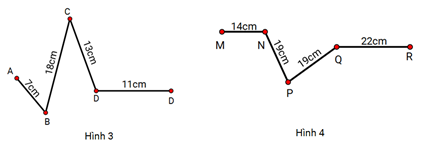 C
18cm
13cm
A
7cm
B
D
11cm
D
Hình 3
14cm
M
N
19cm
P
19cm
Q
22cm
R
Hình 4